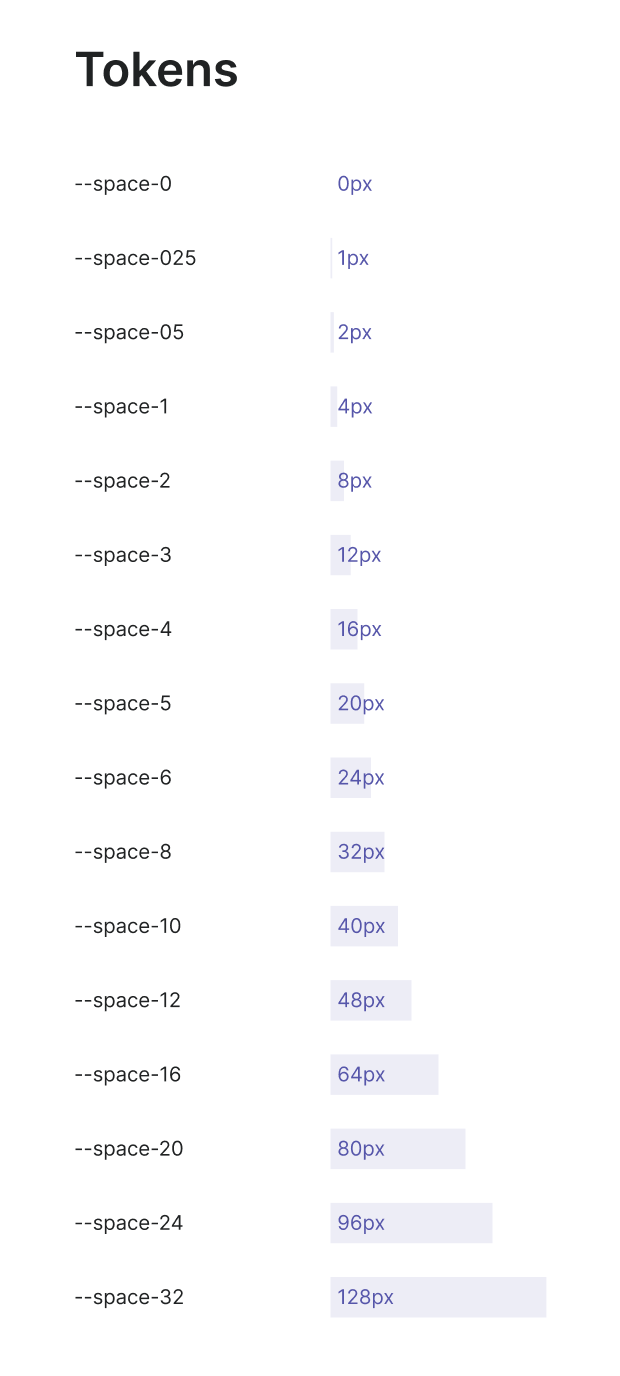 Tokens
--space-0 0px
--space-025 1px
--space-05 2px
--space-1 4px
--space-2 8px
--space-3 12px
--space-4 16px
--space-5 20px
--space-6 24px
--space-8 32px
--space-10 40px
--space-12 48px
--space-16 64px
--space-20 80px
--space-24 96px
--space-32 128px